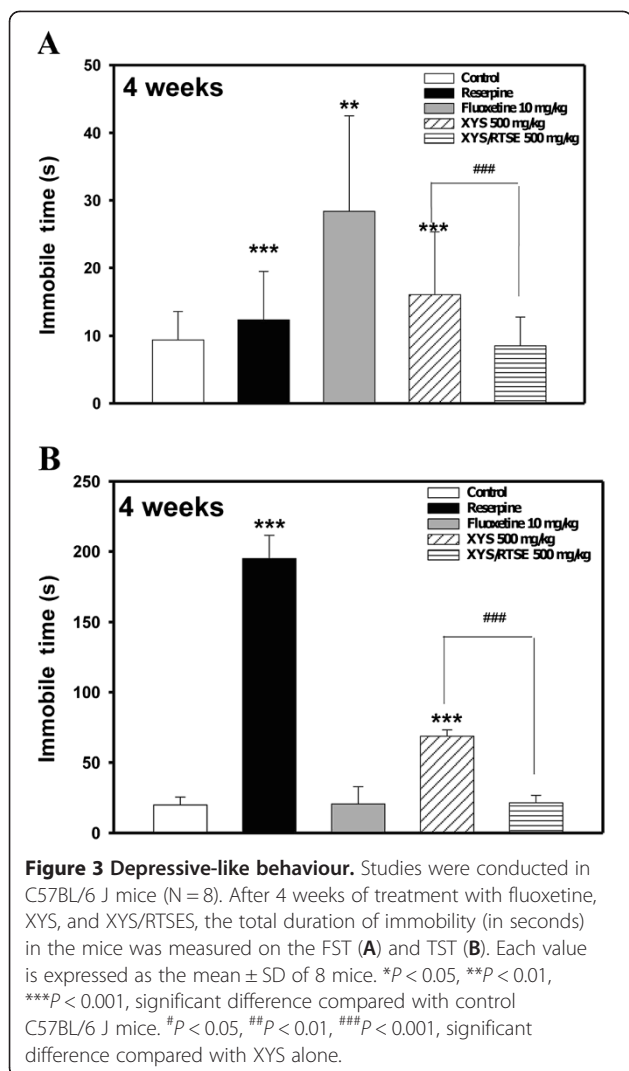 A
4 weeks
Control
Reserpine
Fluoxetine 10 mg/kg
XYS 500 mg/kg
XYS/RTSE 500 mg/kg
50
40
30
20
10
0
Immobile time (s)
***
**
***
###
B
4 weeks
Control
Reserpine
Fluoxetine 10 mg/kg
XYS 500 mg/kg
XYS/RTSE 500 mg/kg
250
200
150
100
50
0
Immobile time (s)
***
***
###
Figure 3 Depressive-like behaviour. Studies were conducted in
C57BL/6 J mice (N = 8). After 4 weeks of treatment with fluoxetine,
XYS, and XYS/RTSES, the total duration of immobility (in seconds)
in the mice was measured on the FST (A) and TST (B). Each value
is expressed as the mean ± SD of 8 mice. *P < 0.05, **P < 0.01,
***P < 0.001, significant difference compared with control
C57BL/6 J mice. #P < 0.05, ##P < 0.01, ###P < 0.001, significant
difference compared with XYS alone.